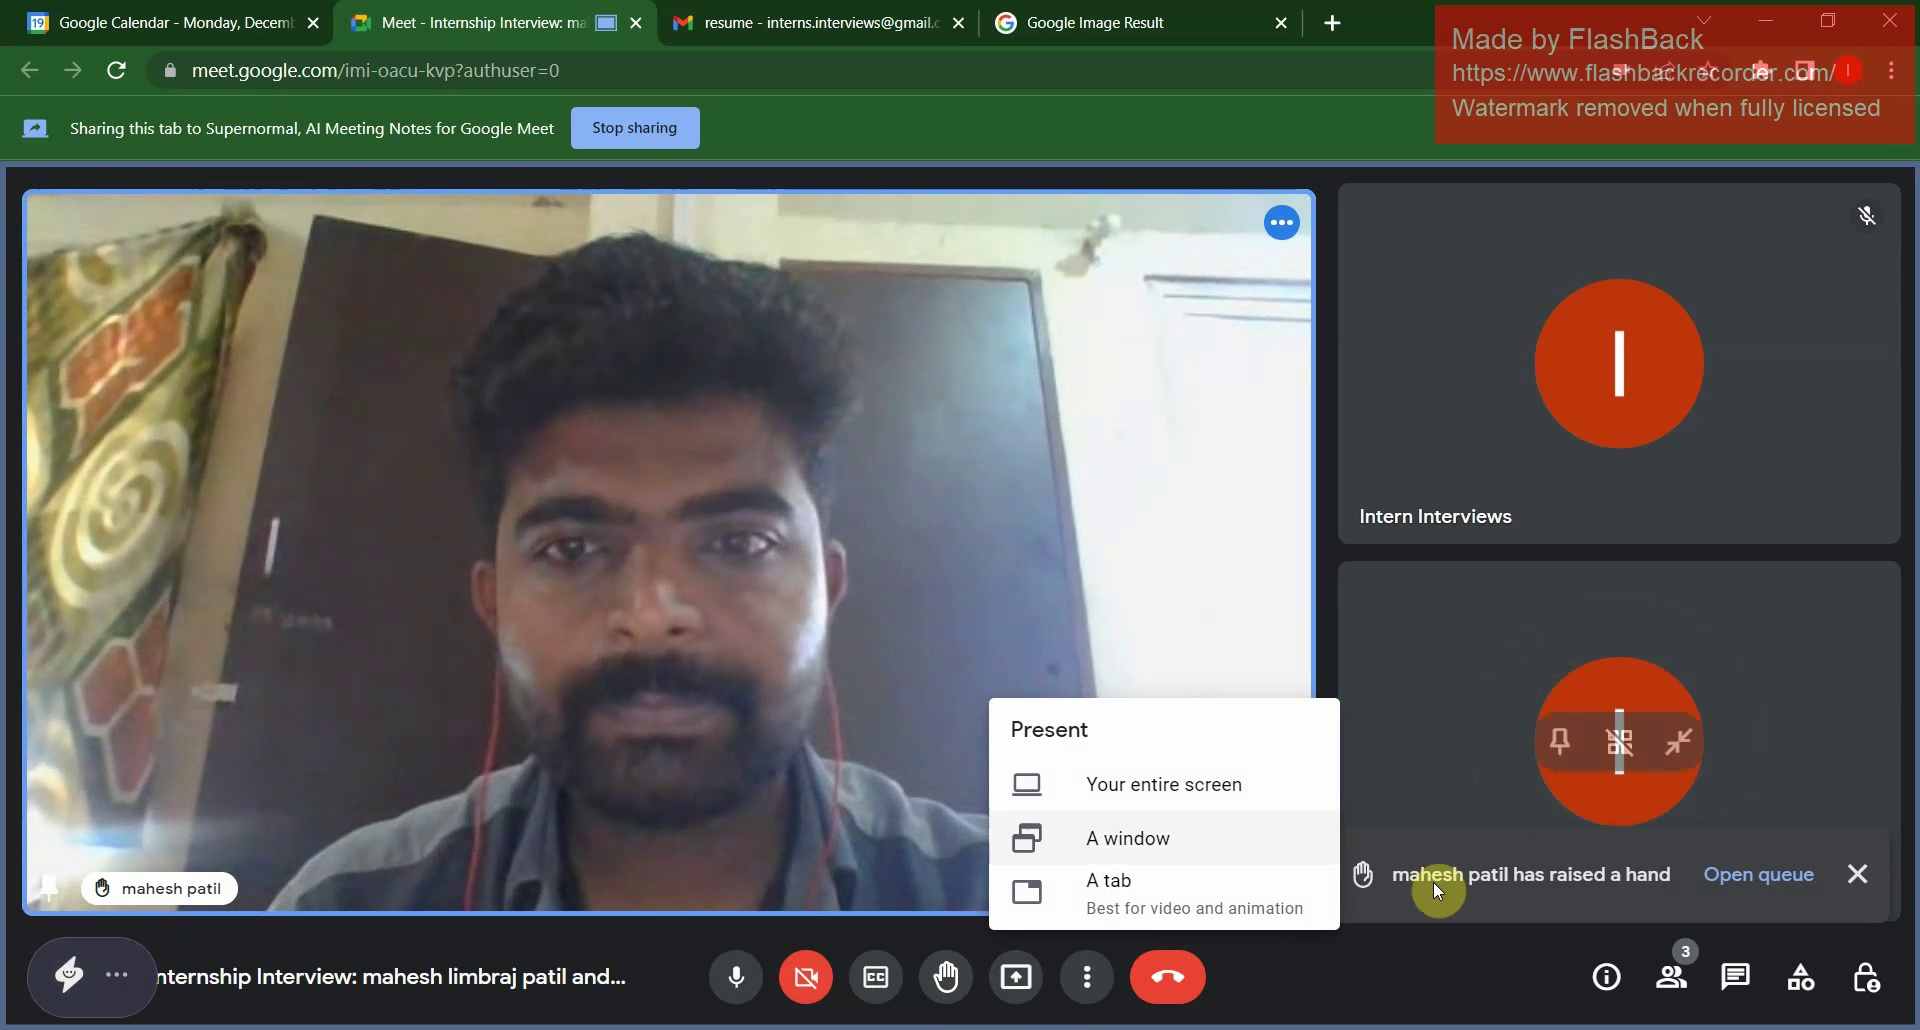 Google Calendar - Monday, Decem
Meet - Internship Interview: ma
resume - interns.interviews@gmail.c
Google Image Result
Made by FlashBack
https://www.flashbackrecorder.com/
Watermark removed when fully licensed
meet.google.com/imi-oacu-kvp?authuser=0
Sharing this tab to Supernormal, AI Meeting Notes for Google Meet
Stop sharing
I
Intern Interviews
I
Present
Your entire screen
A window
A tab
Best for video and animation
mahesh patil
mahesh patil has raised a hand
Open queue
nternship Interview: mahesh limbraj patil and...
CC
3